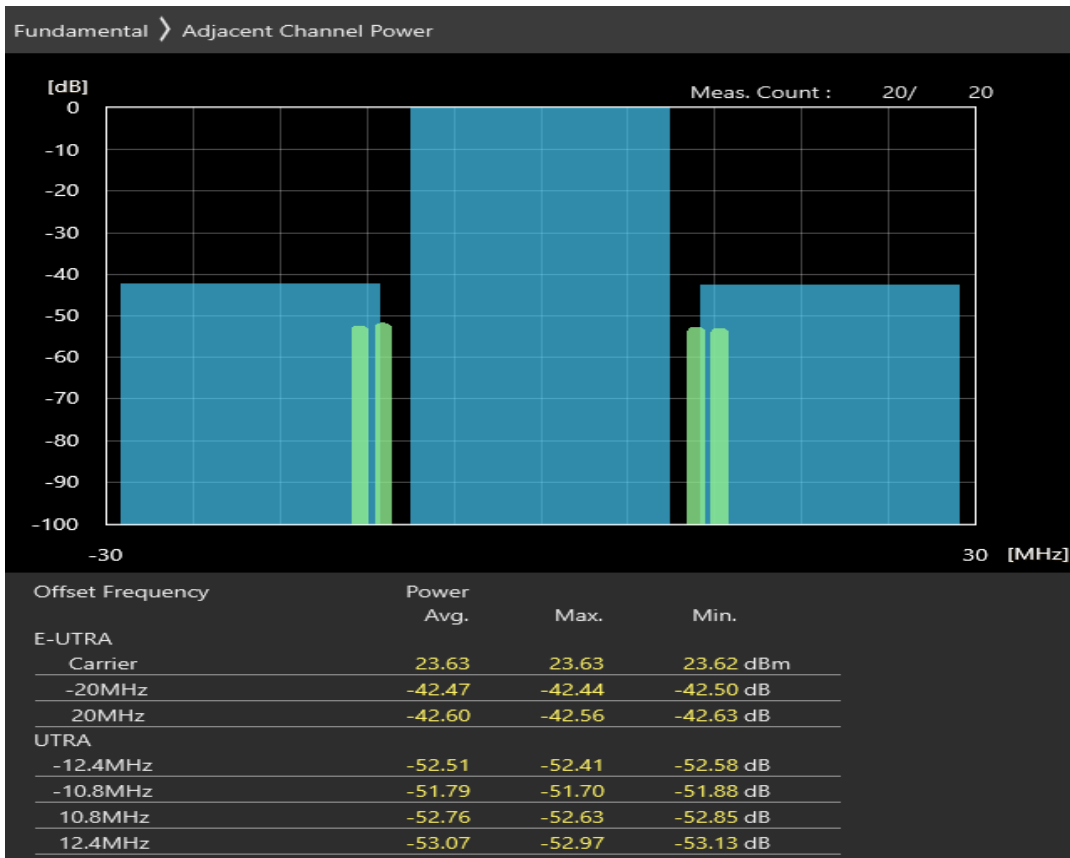 Fundamental 〉 Adjacent Channel Power
[dB]
Meas. Count : 20/ 20
0
-10
-20
-30
-40
-50
-60
-70
-80
-90
-100
-30 30 [MHz]
Offset Frequency Power
Avg. Max. Min.
E-UTRA
Carrier 23.63 23.63 23.62 dBm
-20MHz -42.47 -42.44 -42.50 dB
20MHz -42.60 -42.56 -42.63 dB
UTRA
-12.4MHz -52.51 -52.41 -52.58 dB
-10.8MHz -51.79 -51.70 -51.88 dB
10.8MHz -52.76 -52.63 -52.85 dB
12.4MHz -53.07 -52.97 -53.13 dB